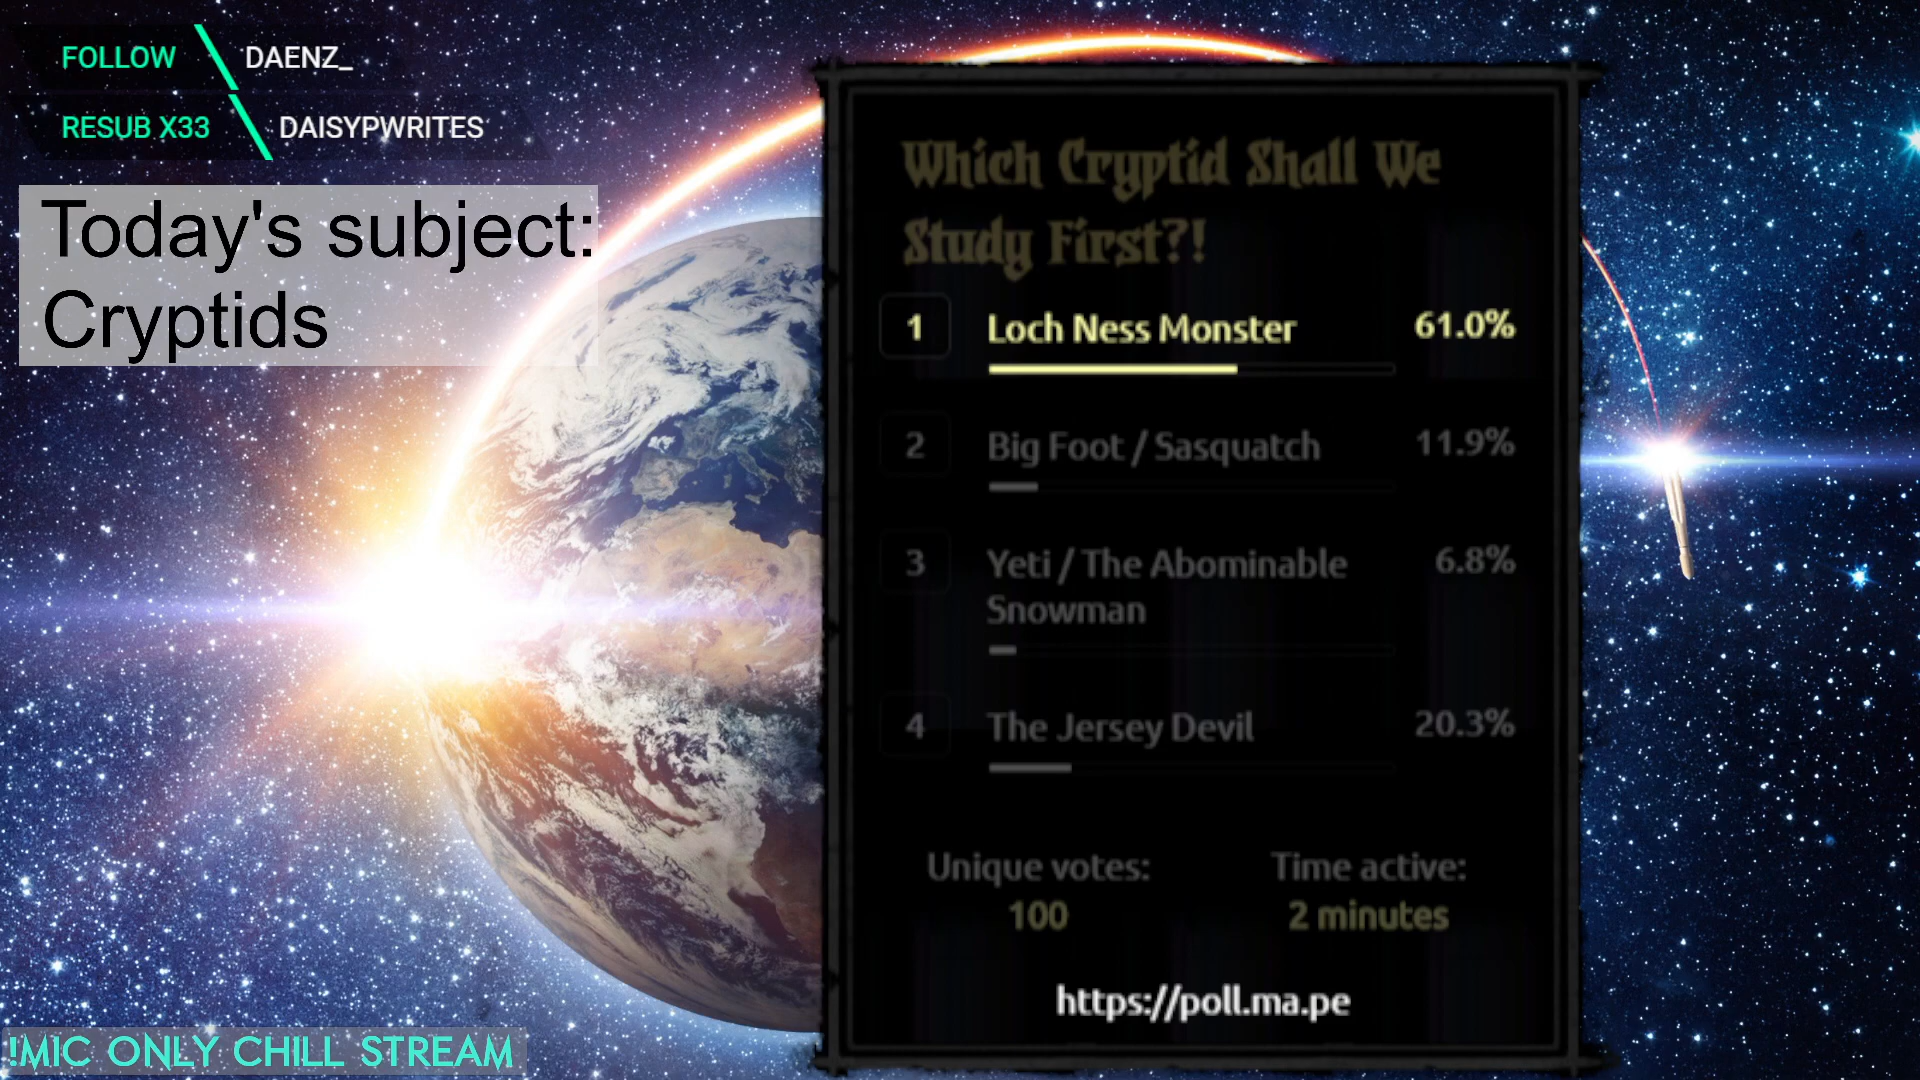 FOLLOW DAENZ_
RESUB X33 DAISYPWRITES
Today's subject:
Cryptids
Which Cryptid Shall We
Study First?!
1 Loch Ness Monster 61.0%
2 Big Foot / Sasquatch 11.9%
3 Yeti / The Abominable 6.8%
Snowman
4 The Jersey Devil 20.3%
Unique votes: Time active:
100 2 minutes
https://poll.ma.pe
!MIC ONLY CHILL STREAM